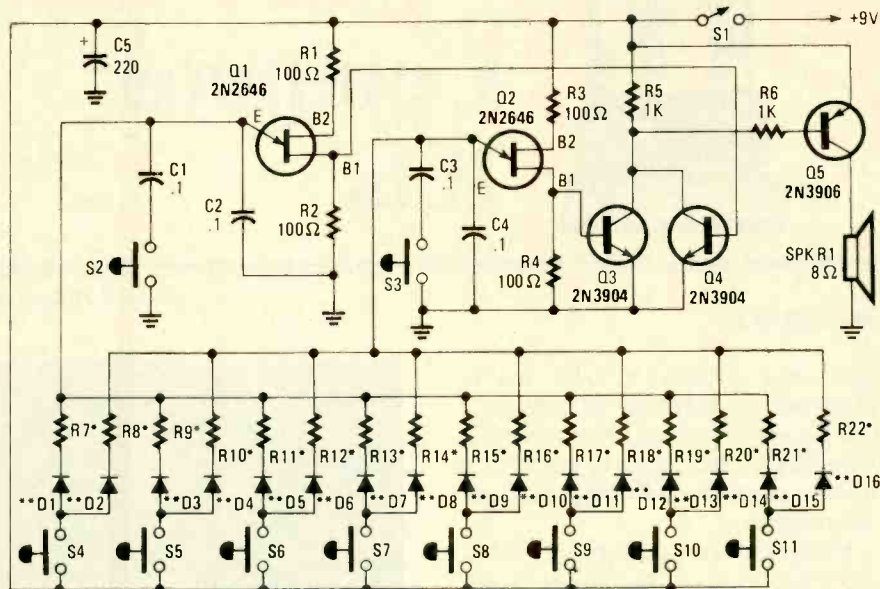 C5
220
Q1
2N2646
R1
100Ω
E
B2
B1
C1
.1
C2
.1
R2
100Ω
S2
Q2
2N2646
R3
100Ω
B2
B1
C3
.1
E
C4
.1
S3
R4
100Ω
R5
1K
S1
+9V
R6
1K
Q3
2N3904
Q4
2N3904
Q5
2N3906
SPKR1
8Ω
R7* R8* R9* R10* R11* R12* R13* R14* R15* R16* R17* R18* R19* R20* R21* R22*
**D1 **D2 **D3 **D4 **D5 **D6 **D7 **D8 **D9 **D10 **D11 **D12 **D13 **D14 **D15 **D16
S4 S5 S6 S7 S8 S9 S10 S11